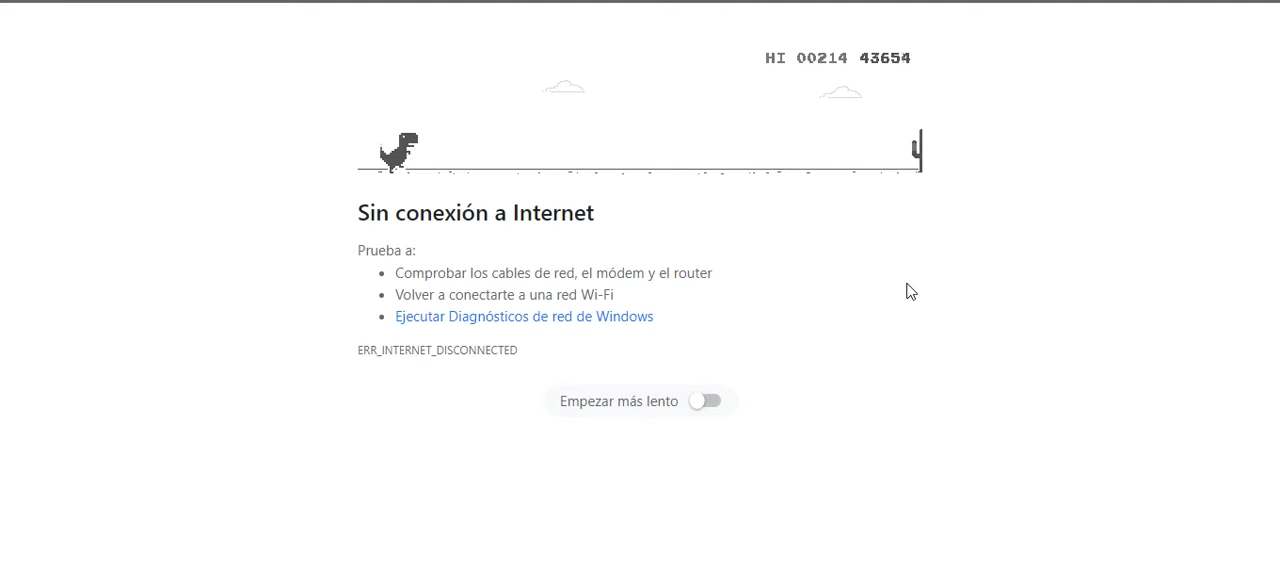 HI 00214 43654
Sin conexión a Internet
Prueba a:
Comprobar los cables de red, el módem y el router
Volver a conectarte a una red Wi-Fi
Ejecutar Diagnósticos de red de Windows
ERR_INTERNET_DISCONNECTED
Empezar más lento